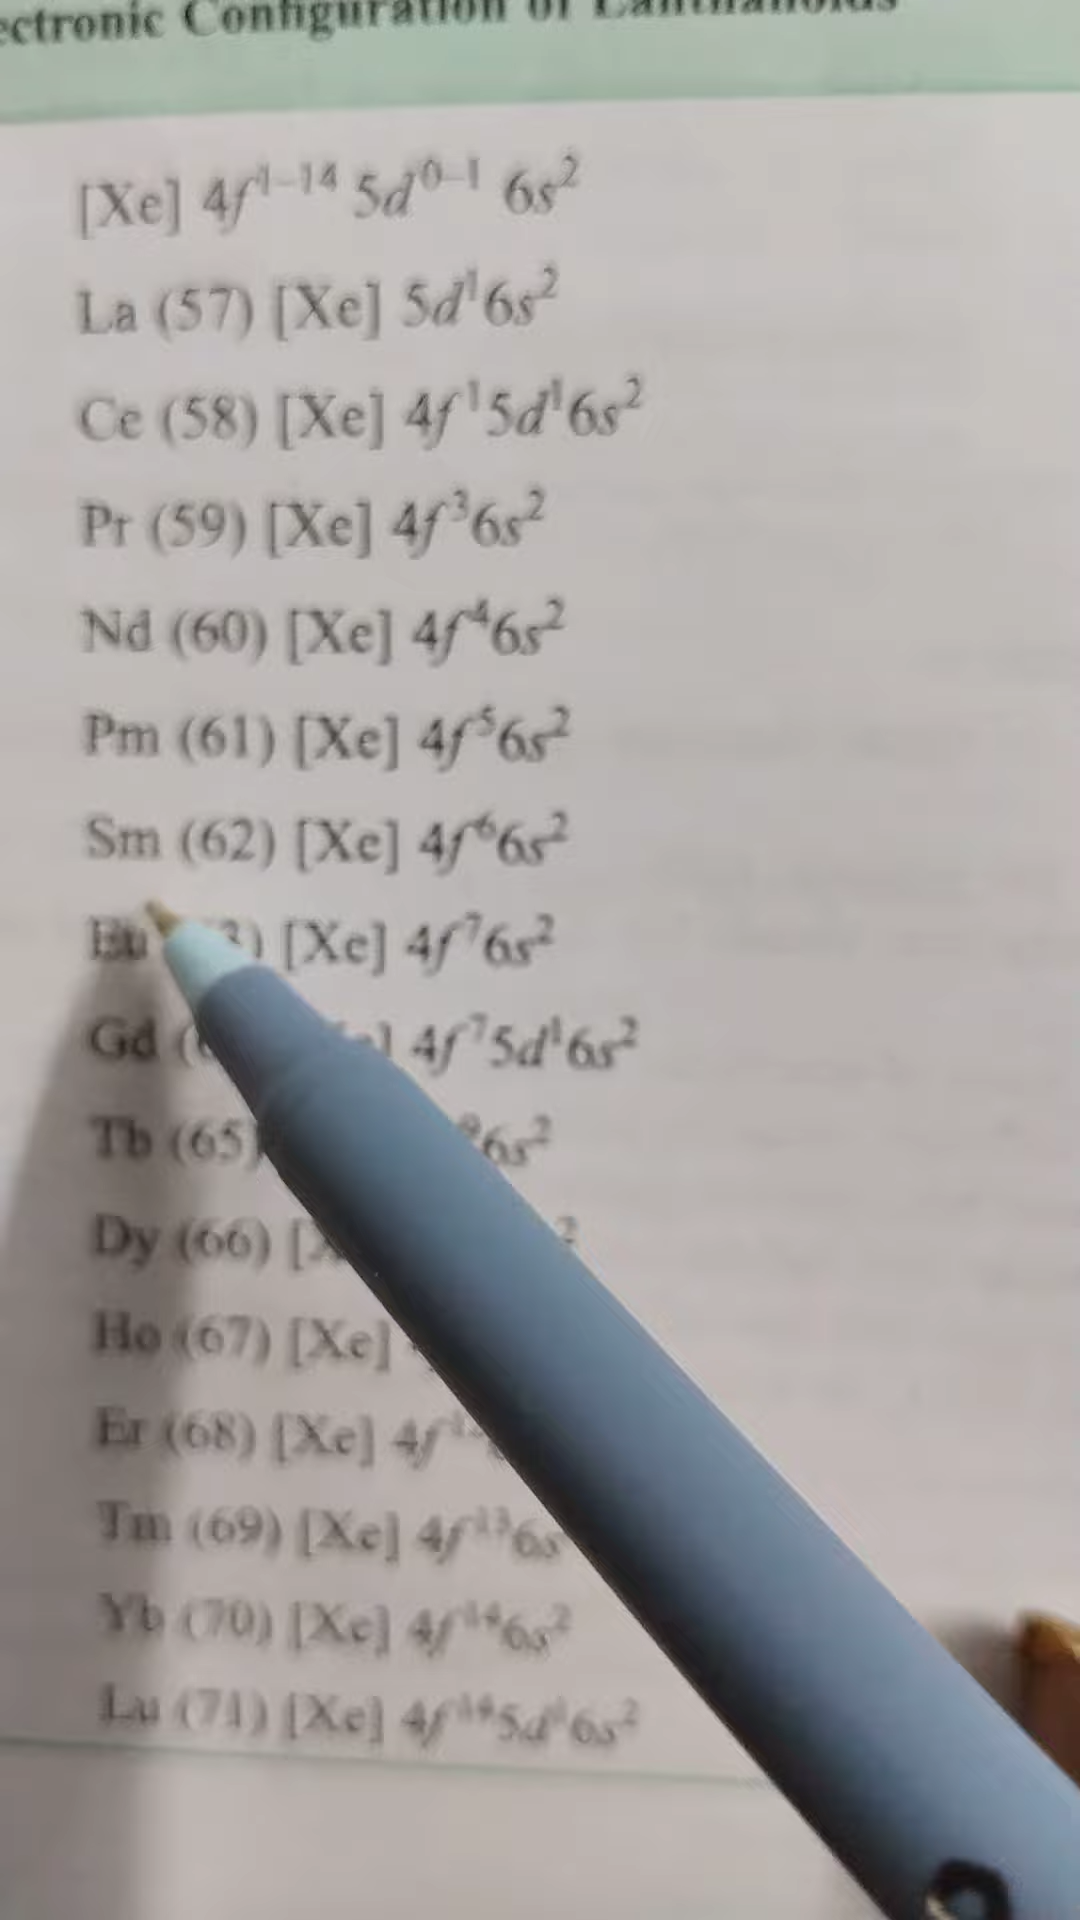 Configuration of Lanthanoids
[Xe] 4f¹⁻¹⁴ 5d⁰⁻¹ 6s²
La (57) [Xe] 5d¹6s²
Ce (58) [Xe] 4f¹5d¹6s²
Pr (59) [Xe] 4f³6s²
Nd (60) [Xe] 4f⁴6s²
Pm (61) [Xe] 4f⁵6s²
Sm (62) [Xe] 4f⁶6s²
Eu [Xe] 4f⁷6s²
Gd 4f⁷5d¹6s²
Tb (65) 6s²
Dy (66)
Ho (67) [Xe]
Er (68) [Xe] 4f
Tm (69) [Xe] 4f¹³6s
Yb (70) [Xe] 4f¹⁴6s²
Lu (71) [Xe] 4f¹⁴5d¹6s²